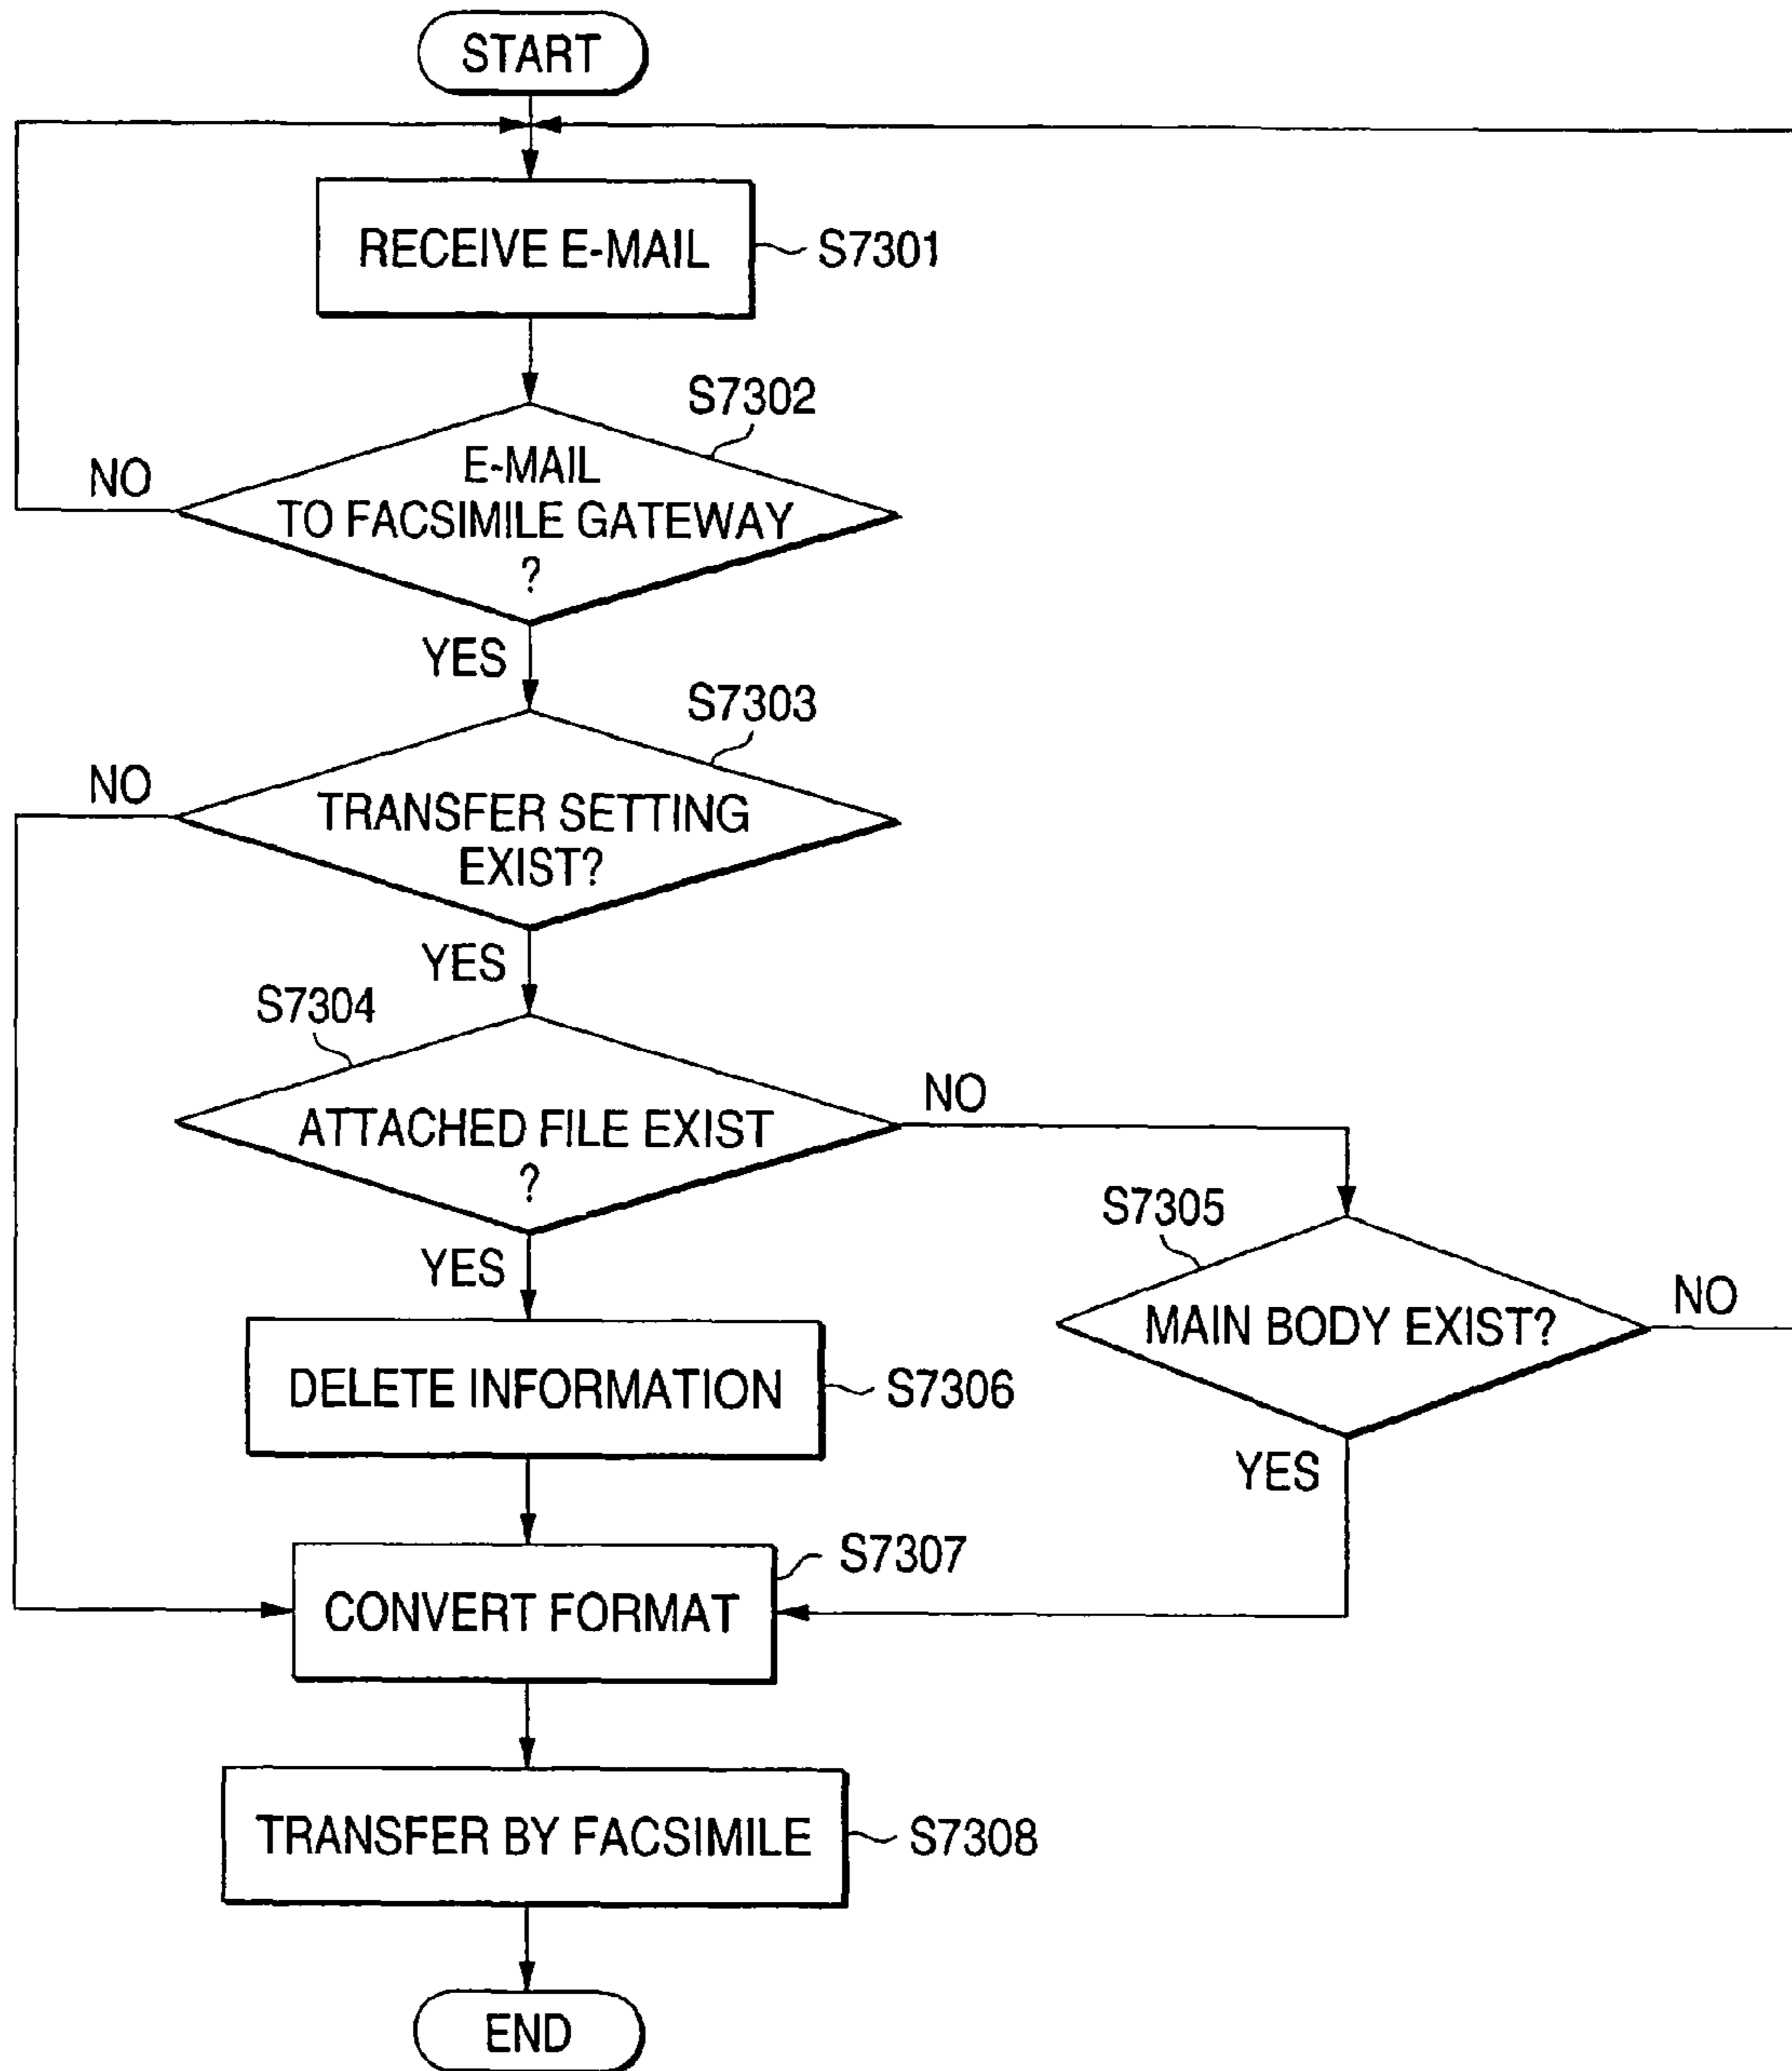 START
RECEIVE E-MAIL
S7301
S7302
E-MAIL
TO FACSIMILE GATEWAY
?
NO
YES
S7303
TRANSFER SETTING
EXIST?
NO
YES
S7304
ATTACHED FILE EXIST
?
NO
YES
S7305
MAIN BODY EXIST?
NO
YES
DELETE INFORMATION
S7306
CONVERT FORMAT
S7307
TRANSFER BY FACSIMILE
S7308
END